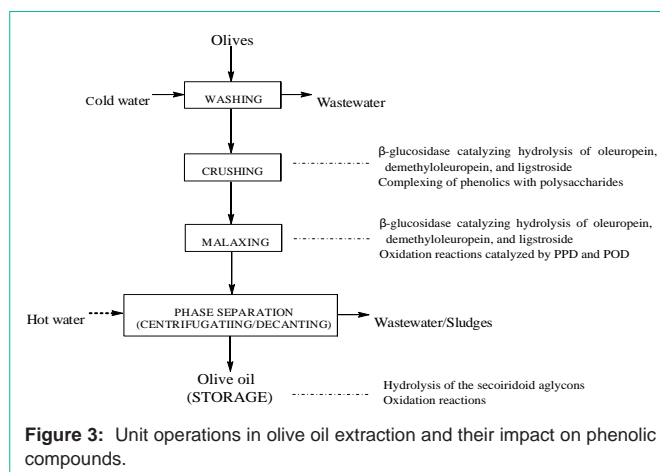 Olives
Cold water
WASHING
Wastewater
CRUSHING
β-glucosidase catalyzing hydrolysis of oleuropein,
demethyloleuropein, and ligstroside
Complexing of phenolics with polysaccharides
MALAXING
β-glucosidase catalyzing hydrolysis of oleuropein,
demethyloleuropein, and ligstroside
Oxidation reactions catalyzed by PPD and POD
Hot water
PHASE SEPARATION
(CENTRIFUGATIING/DECANTING)
Wastewater/Sludges
Olive oil
(STORAGE)
Hydrolysis of the secoiridoid aglycons
Oxidation reactions
Figure 3: Unit operations in olive oil extraction and their impact on phenolic
compounds.